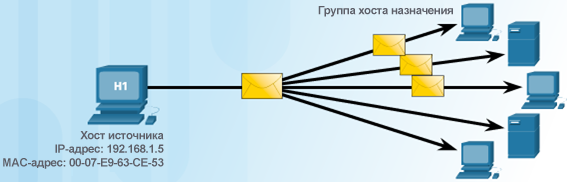 Группа хоста назначения
H1
Хост источника
IP-адрес: 192.168.1.5
MAC-адрес: 00-07-E9-63-CE-53